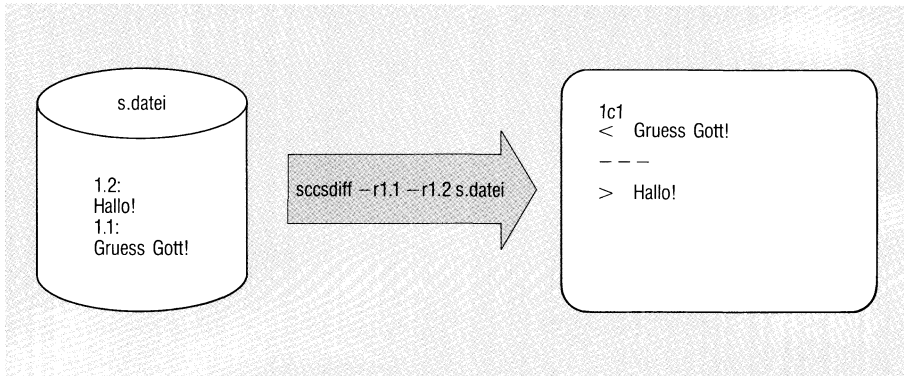 s.datei
1.2:
Hallo!
1.1:
Gruess Gott!
sccsdiff –r1.1 –r1.2 s.datei
1c1
< Gruess Gott!
– – –
> Hallo!